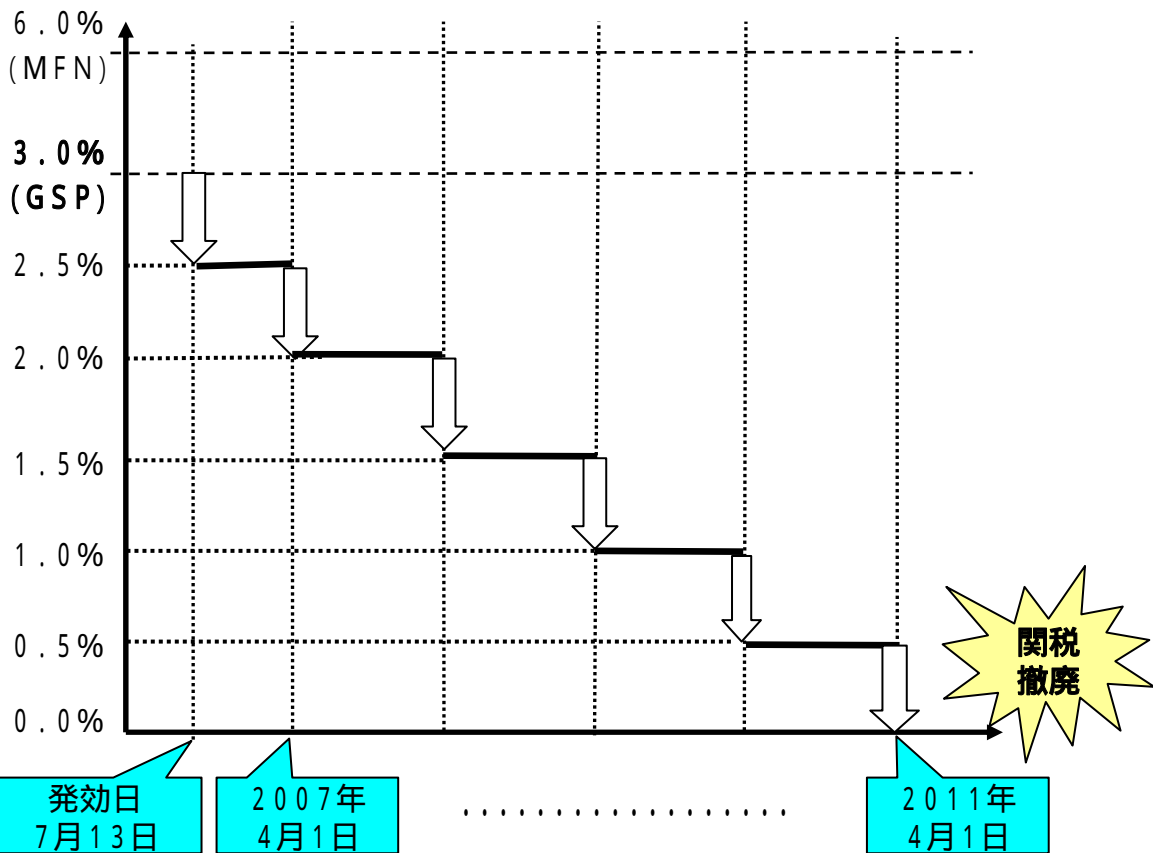 6.0%
(MFN)
3.0%
(GSP)
2.5%
2.0%
1.5%
1.0%
0.5%
0.0%
関税
撤廃
発効日
7月13日
2007年
4月1日
‥‥‥‥‥‥‥‥‥‥
2011年
4月1日